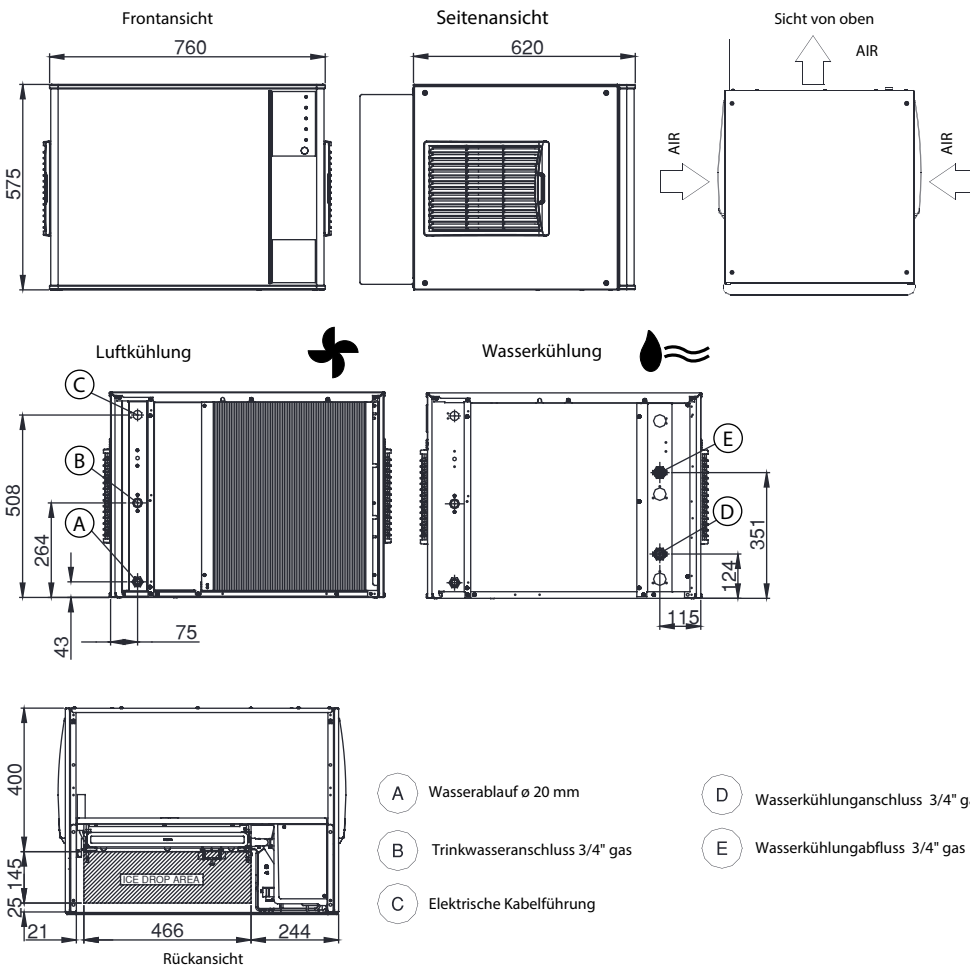 Frontansicht
Seitenansicht
Sicht von oben
760
620
AIR
575
AIR
AIR
Luftkühlung
Wasserkühlung
C
B
A
508
264
43
75
E
D
351
124
115
400
145
25
ICE DROP AREA
21
466
244
Rückansicht
A Wasserablauf ø 20 mm
B Trinkwasseranschluss 3/4" gas
C Elektrische Kabelführung
D Wasserkühlunganschluss 3/4" ga
E Wasserkühlungabfluss 3/4" gas